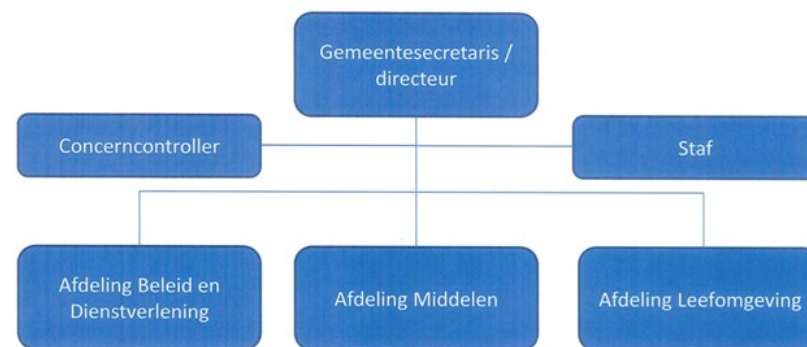 Gemeentesecretaris /
directeur
Concerncontroller
Staf
Afdeling Beleid en
Dienstverlening
Afdeling Middelen
Afdeling Leefomgeving